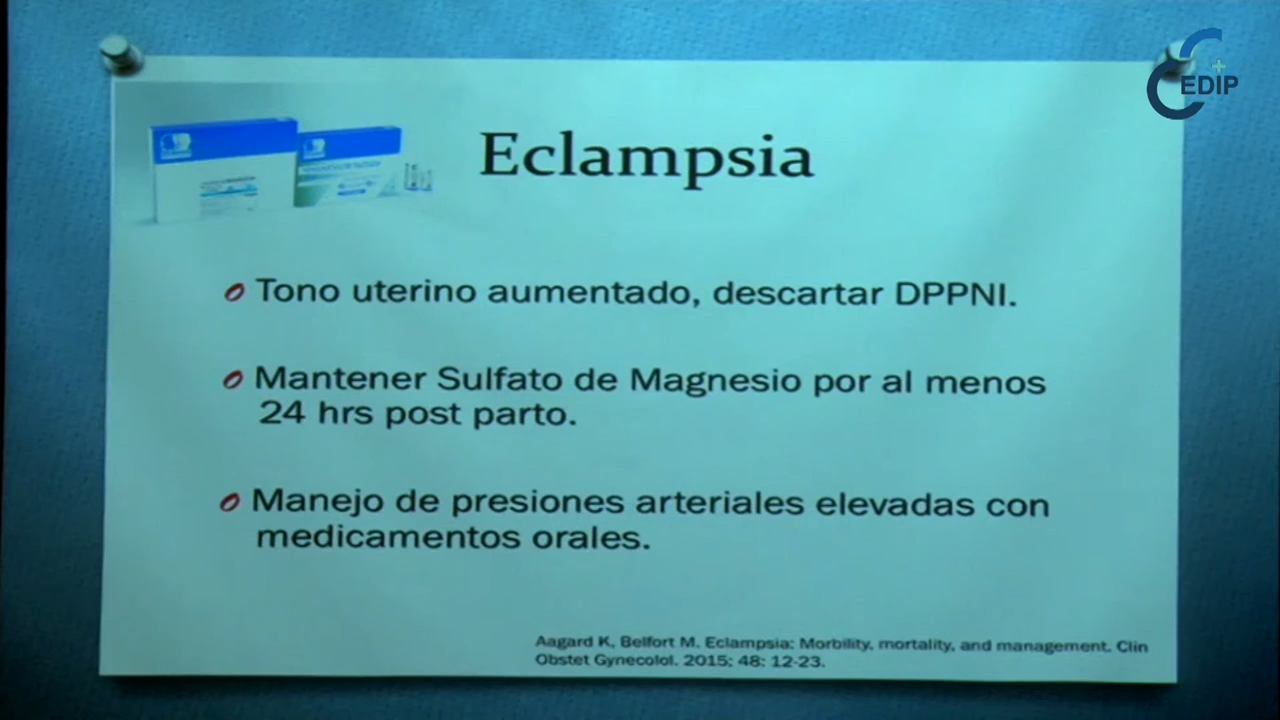 EDIP
Eclampsia
Tono uterino aumentado, descartar DPPNI.
Mantener Sulfato de Magnesio por al menos
24 hrs post parto.
Manejo de presiones arteriales elevadas con
medicamentos orales.
Aagard K, Belfort M. Eclampsia: Morbility, mortality, and management. Clin
Obstet Gynecolol. 2015; 48: 12-23.